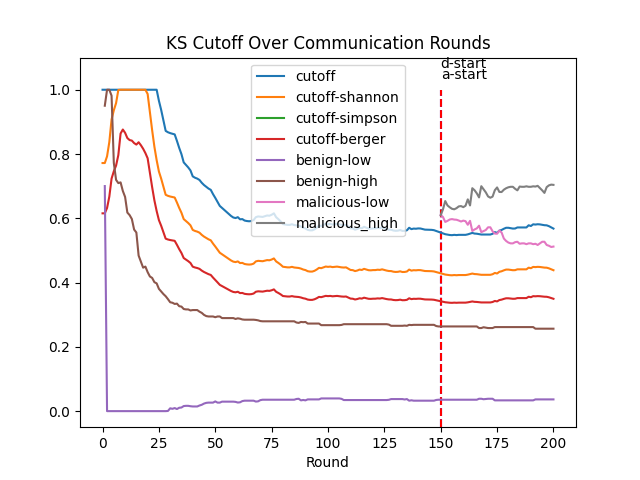 KS Cutoff Over Communication Rounds
d-start
a-start
cutoff
cutoff-shannon
cutoff-simpson
cutoff-berger
benign-low
benign-high
malicious-low
malicious_high
1.0
0.8
0.6
0.4
0.2
0.0
0 25 50 75 100 125 150 175 200
Round